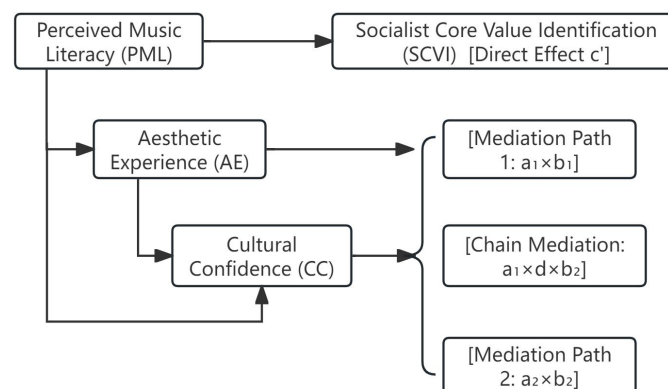 Perceived Music
Literacy (PML)
Socialist Core Value Identification
(SCVI) [Direct Effect c']
Aesthetic
Experience (AE)
[Mediation Path
1: a₁×b₁]
Cultural
Confidence (CC)
[Chain Mediation:
a₁×d×b₂]
[Mediation Path
2: a₂×b₂]